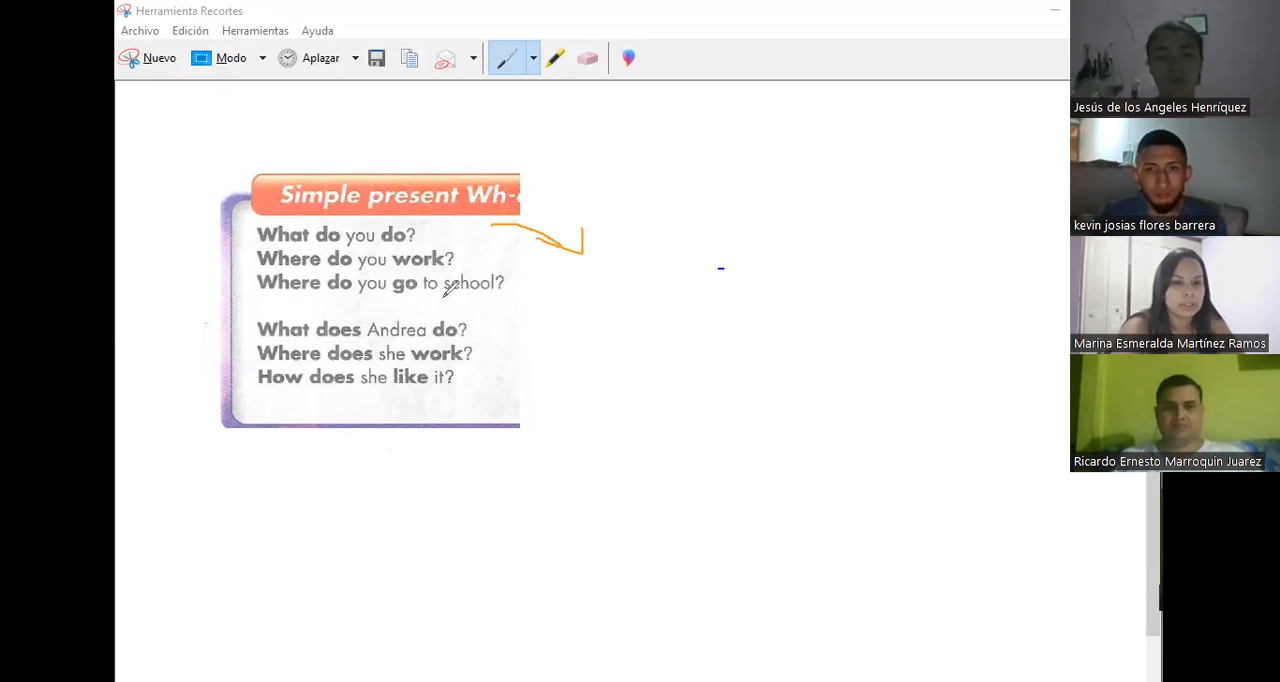 Herramienta Recortes
Archivo Edición Herramientas Ayuda
Nuevo Modo Aplazar
Simple present Wh-
What do you do?
Where do you work?
Where do you go to school?
What does Andrea do?
Where does she work?
How does she like it?
Jesús de los Angeles Henríquez
kevin josias flores barrera
Marina Esmeralda Martínez Ramos
Ricardo Ernesto Marroquin Juarez